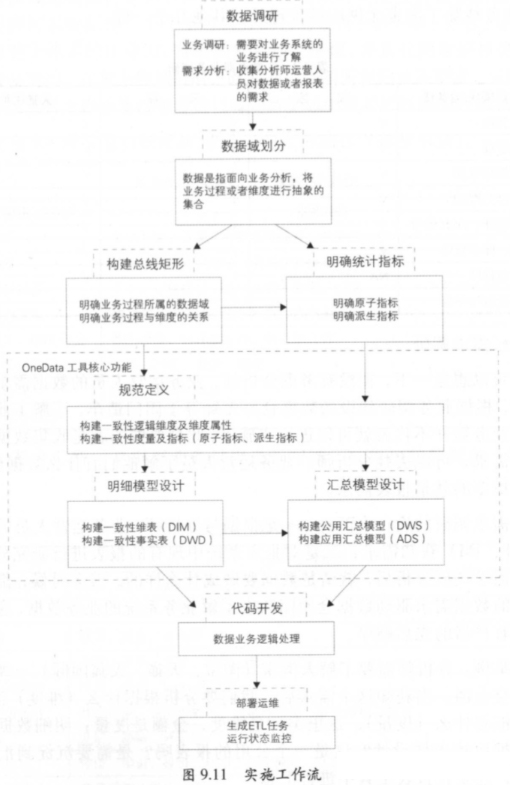 数据调研
业务调研：需要对业务系统的
业务进行了解
需求分析：收集分析师运营人
员对数据或者报表
的需求
数据域划分
数据是指面向业务分析，将
业务过程或者维度进行抽象的
集合
构建总线矩形
明确统计指标
明确业务过程所属的数据域
明确业务过程与维度的关系
明确原子指标
明确派生指标
OneData 工具核心功能
规范定义
构建一致性逻辑维度及维度属性
构建一致性度量及指标（原子指标、派生指标）
明细模型设计
汇总模型设计
构建一致性维表（DIM）
构建一致性事实表（DWD）
构建公用汇总模型（DWS）
构建应用汇总模型（ADS）
代码开发
数据业务逻辑处理
部署运维
生成ETL任务
运行状态监控
图 9.11 实施工作流